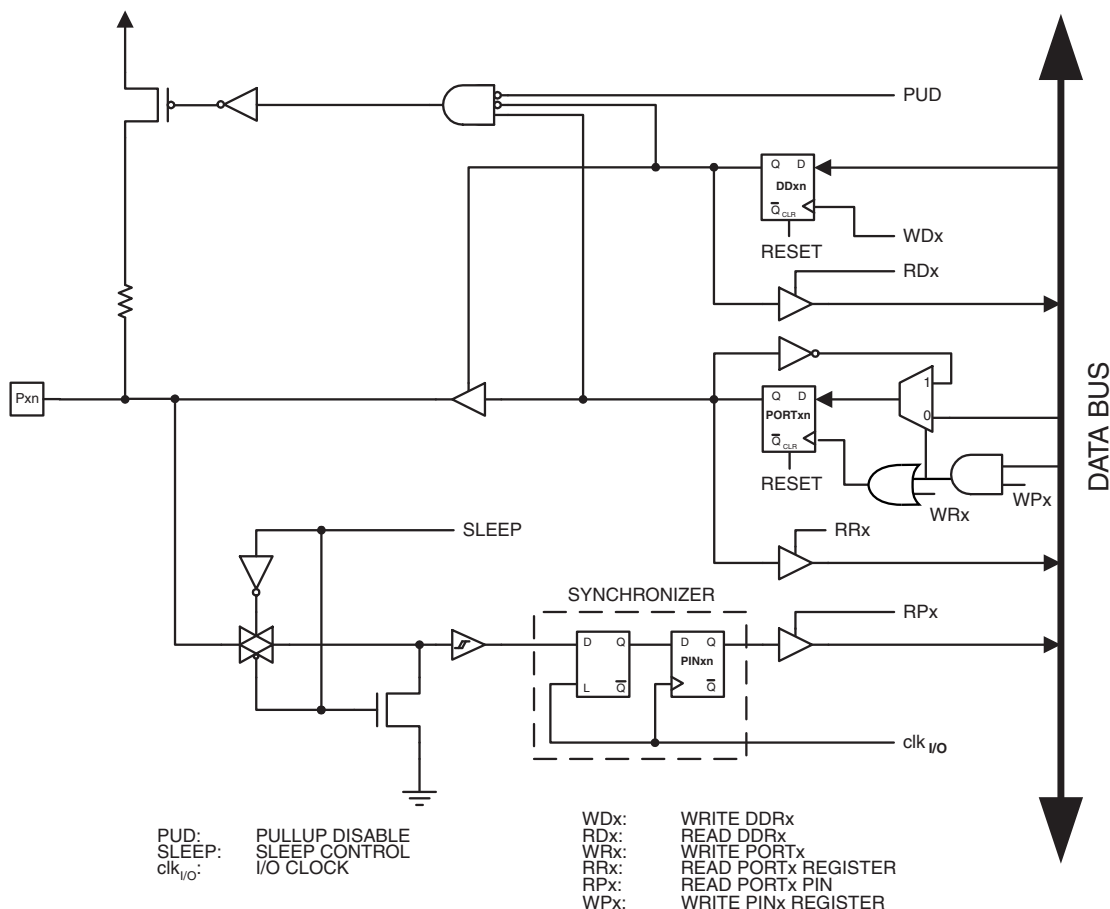 PUD
Q D
DDxn
Q CLR
WDx
RESET
RDx
Pxn
1
Q D
PORTxn
0
Q CLR
RESET
WRx
WPx
DATA BUS
SLEEP
RRx
SYNCHRONIZER
RPx
D Q
D Q
PINxn
L Q
Q
clk I/O
PUD: PULLUP DISABLE
SLEEP: SLEEP CONTROL
clk I/O: I/O CLOCK
WDx: WRITE DDRx
RDx: READ DDRx
WRx: WRITE PORTx
RRx: READ PORTx REGISTER
RPx: READ PORTx PIN
WPx: WRITE PINx REGISTER